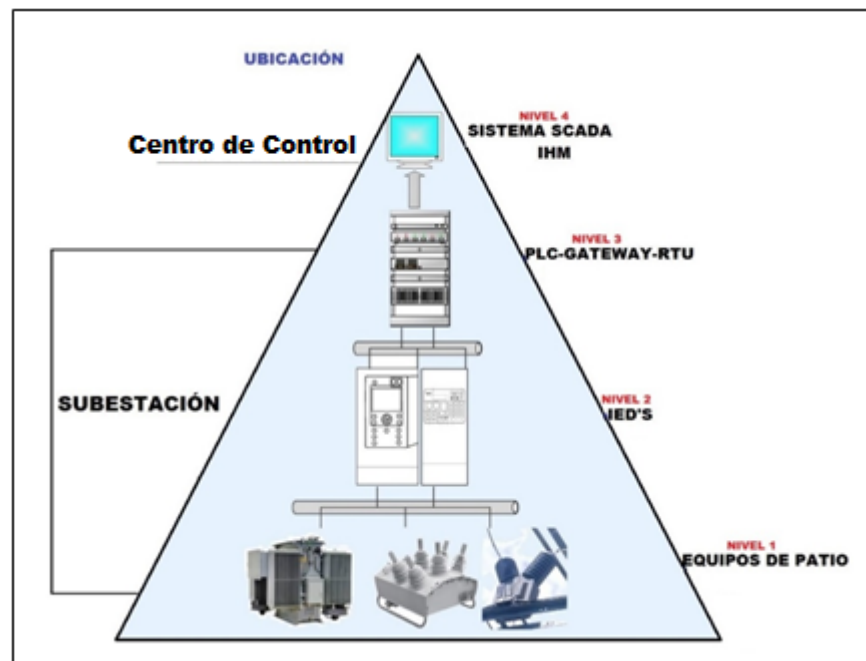 UBICACIÓN
NIVEL 4
Centro de Control
SISTEMA SCADA
IHM
NIVEL 3
PLC-GATEWAY-RTU
SUBESTACIÓN
NIVEL 2
IED'S
NIVEL 1
EQUIPOS DE PATIO